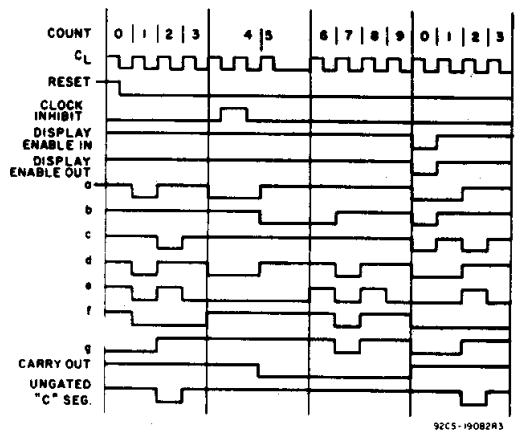 COUNT 0 1 2 3 4 5 6 7 8 9 0 1 2 3
CL
RESET
CLOCK
INHIBIT
DISPLAY
ENABLE IN
DISPLAY
ENABLE OUT
a
b
c
d
e
f
g
CARRY OUT
UNGATED
"C" SEG.
92CS-19082R3